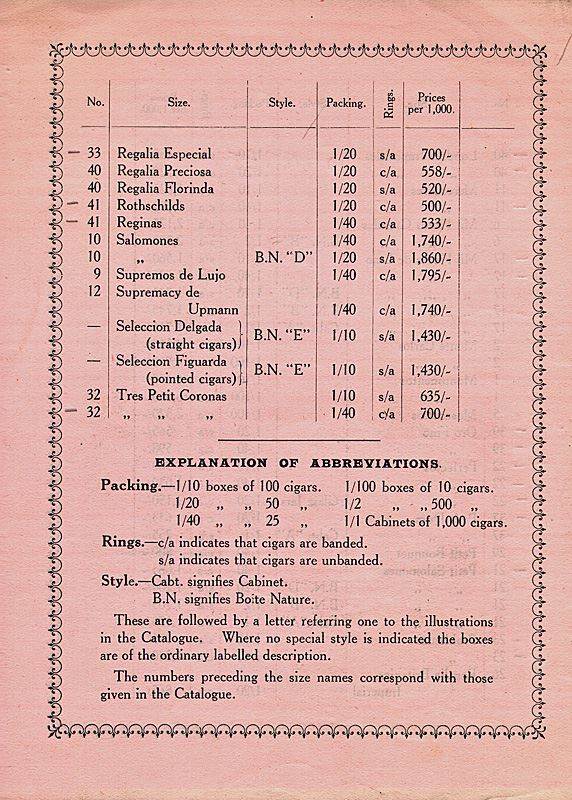 No. Size. Style. Packing. Rings. Prices per 1,000.
33 Regalia Especial 1/20 s/a 700/-
40 Regalia Preciosa 1/20 c/a 558/-
40 Regalia Florinda 1/20 s/a 520/-
41 Rothschilds 1/20 c/a 500/-
41 Reginas 1/40 c/a 533/-
10 Salomones 1/40 c/a 1,740/-
10 „ B.N. "D" 1/20 s/a 1,860/-
9 Supremos de Lujo 1/40 c/a 1,795/-
12 Supremacy de
Upmann 1/40 c/a 1,740/-
— Seleccion Delgada
(straight cigars) B.N. "E" 1/10 s/a 1,430/-
— Seleccion Figuarda
(pointed cigars) B.N. "E" 1/10 s/a 1,430/-
32 Tres Petit Coronas 1/10 s/a 635/-
32 „ „ „ 1/40 c/a 700/-
EXPLANATION OF ABBREVIATIONS.
Packing.—1/10 boxes of 100 cigars. 1/100 boxes of 10 cigars.
1/20 „ „ 50 „ 1/2 „ „ 500 „
1/40 „ „ 25 „ 1/1 Cabinets of 1,000 cigars.
Rings.—c/a indicates that cigars are banded.
s/a indicates that cigars are unbanded.
Style.—Cabt. signifies Cabinet.
B.N. signifies Boite Nature.
These are followed by a letter referring one to the illustrations
in the Catalogue. Where no special style is indicated the boxes
are of the ordinary labelled description.
The numbers preceding the size names correspond with those
given in the Catalogue.